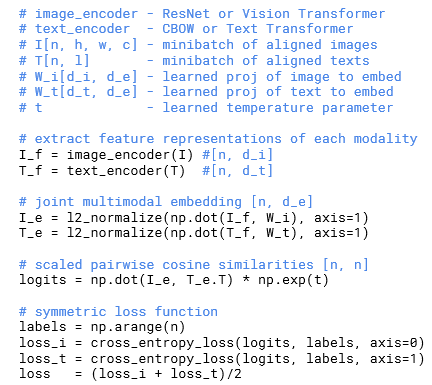 # image_encoder - ResNet or Vision Transformer
# text_encoder - CBOW or Text Transformer
# I[n, h, w, c] - minibatch of aligned images
# T[n, l] - minibatch of aligned texts
# W_i[d_i, d_e] - learned proj of image to embed
# W_t[d_t, d_e] - learned proj of text to embed
# t - learned temperature parameter
# extract feature representations of each modality
I_f = image_encoder(I) #[n, d_i]
T_f = text_encoder(T) #[n, d_t]
# joint multimodal embedding [n, d_e]
I_e = l2_normalize(np.dot(I_f, W_i), axis=1)
T_e = l2_normalize(np.dot(T_f, W_t), axis=1)
# scaled pairwise cosine similarities [n, n]
logits = np.dot(I_e, T_e.T) * np.exp(t)
# symmetric loss function
labels = np.arange(n)
loss_i = cross_entropy_loss(logits, labels, axis=0)
loss_t = cross_entropy_loss(logits, labels, axis=1)
loss = (loss_i + loss_t)/2